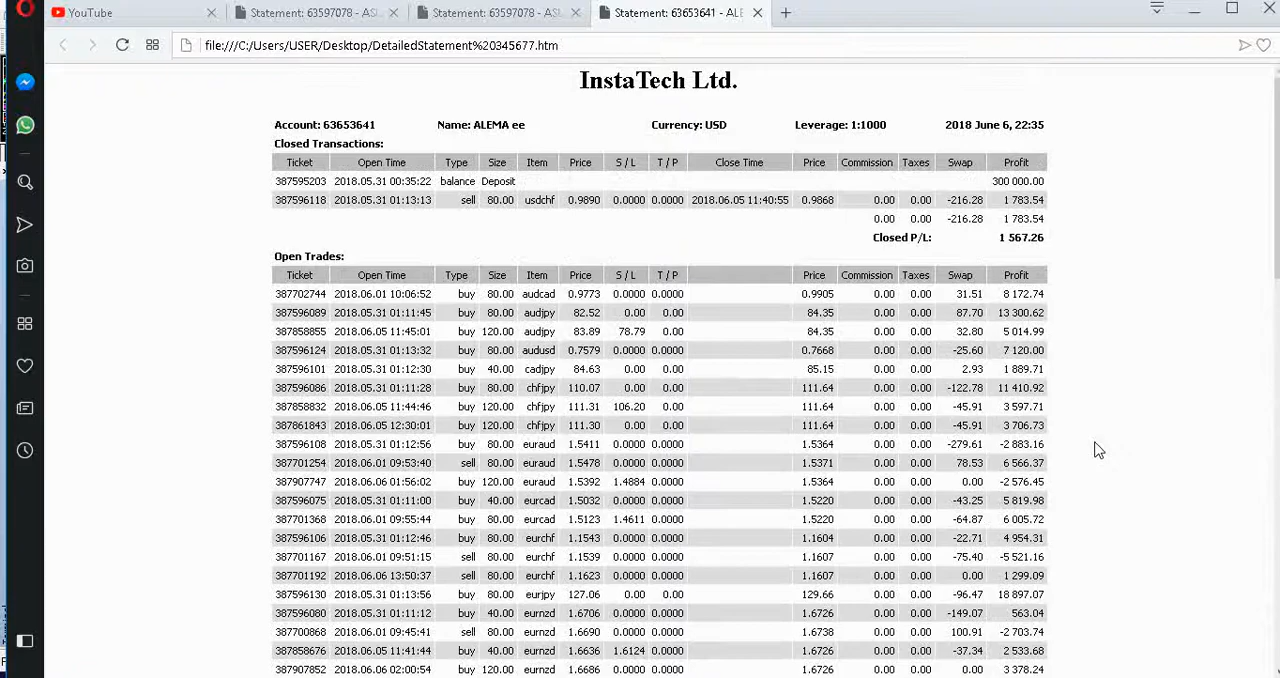 YouTube
Statement: 63597078 - AS
Statement: 63597078 - AS
Statement: 63653641 - ALE
file:///C:/Users/USER/Desktop/DetailedStatement%20345677.htm
InstaTech Ltd.
Account: 63653641 Name: ALEMA ee Currency: USD Leverage: 1:1000 2018 June 6, 22:35
Closed Transactions:
Ticket Open Time Type Size Item Price S / L T / P Close Time Price Commission Taxes Swap Profit
387595203 2018.05.31 00:35:22 balance Deposit 300 000.00
387596118 2018.05.31 01:13:13 sell 80.00 usdchf 0.9890 0.0000 0.0000 2018.06.05 11:40:55 0.9868 0.00 0.00 -216.28 1 783.54
0.00 0.00 -216.28 1 783.54
Closed P/L: 1 567.26
Open Trades:
Ticket Open Time Type Size Item Price S / L T / P Price Commission Taxes Swap Profit
387702744 2018.06.01 10:06:52 buy 80.00 audcad 0.9773 0.0000 0.0000 0.9905 0.00 0.00 31.51 8 172.74
387596089 2018.05.31 01:11:45 buy 80.00 audjpy 82.52 0.00 0.00 84.35 0.00 0.00 87.70 13 300.62
387858855 2018.06.05 11:45:01 buy 120.00 audjpy 83.89 78.79 0.00 84.35 0.00 0.00 32.80 5 014.99
387596124 2018.05.31 01:13:32 buy 80.00 audusd 0.7579 0.0000 0.0000 0.7668 0.00 0.00 -25.60 7 120.00
387596101 2018.05.31 01:12:30 buy 40.00 cadjpy 84.63 0.00 0.00 85.15 0.00 0.00 2.93 1 889.71
387596086 2018.05.31 01:11:28 buy 80.00 chfjpy 110.07 0.00 0.00 111.64 0.00 0.00 -122.78 11 410.92
387858832 2018.06.05 11:44:46 buy 120.00 chfjpy 111.31 106.20 0.00 111.64 0.00 0.00 -45.91 3 597.71
387861843 2018.06.05 12:30:01 buy 120.00 chfjpy 111.30 0.00 0.00 111.64 0.00 0.00 -45.91 3 706.73
387596108 2018.05.31 01:12:56 buy 80.00 euraud 1.5411 0.0000 0.0000 1.5364 0.00 0.00 -279.61 -2 883.16
387701254 2018.06.01 09:53:40 sell 80.00 euraud 1.5478 0.0000 0.0000 1.5371 0.00 0.00 78.53 6 566.37
387907747 2018.06.06 01:56:02 buy 120.00 euraud 1.5392 1.4884 0.0000 1.5364 0.00 0.00 0.00 -2 576.45
387596075 2018.05.31 01:11:00 buy 40.00 eurcad 1.5032 0.0000 0.0000 1.5220 0.00 0.00 -43.25 5 819.98
387701368 2018.06.01 09:55:44 buy 80.00 eurcad 1.5123 1.4611 0.0000 1.5220 0.00 0.00 -64.87 6 005.72
387596106 2018.05.31 01:12:46 buy 80.00 eurchf 1.1543 0.0000 0.0000 1.1604 0.00 0.00 -22.71 4 954.31
387701167 2018.06.01 09:51:15 sell 80.00 eurchf 1.1539 0.0000 0.0000 1.1607 0.00 0.00 -75.40 -5 521.16
387701192 2018.06.06 13:50:37 sell 80.00 eurchf 1.1623 0.0000 0.0000 1.1607 0.00 0.00 0.00 1 299.09
387596130 2018.05.31 01:13:56 buy 80.00 eurjpy 127.06 0.00 0.00 129.66 0.00 0.00 -96.47 18 897.07
387596080 2018.05.31 01:11:12 buy 40.00 eurnzd 1.6706 0.0000 0.0000 1.6726 0.00 0.00 -149.07 563.04
387700868 2018.06.01 09:45:41 sell 80.00 eurnzd 1.6690 0.0000 0.0000 1.6738 0.00 0.00 100.91 -2 703.74
387858676 2018.06.05 11:41:44 buy 40.00 eurnzd 1.6636 1.6124 0.0000 1.6726 0.00 0.00 -37.34 2 533.68
387907852 2018.06.06 02:00:54 buy 120.00 eurnzd 1.6686 0.0000 0.0000 1.6726 0.00 0.00 0.00 3 378.24